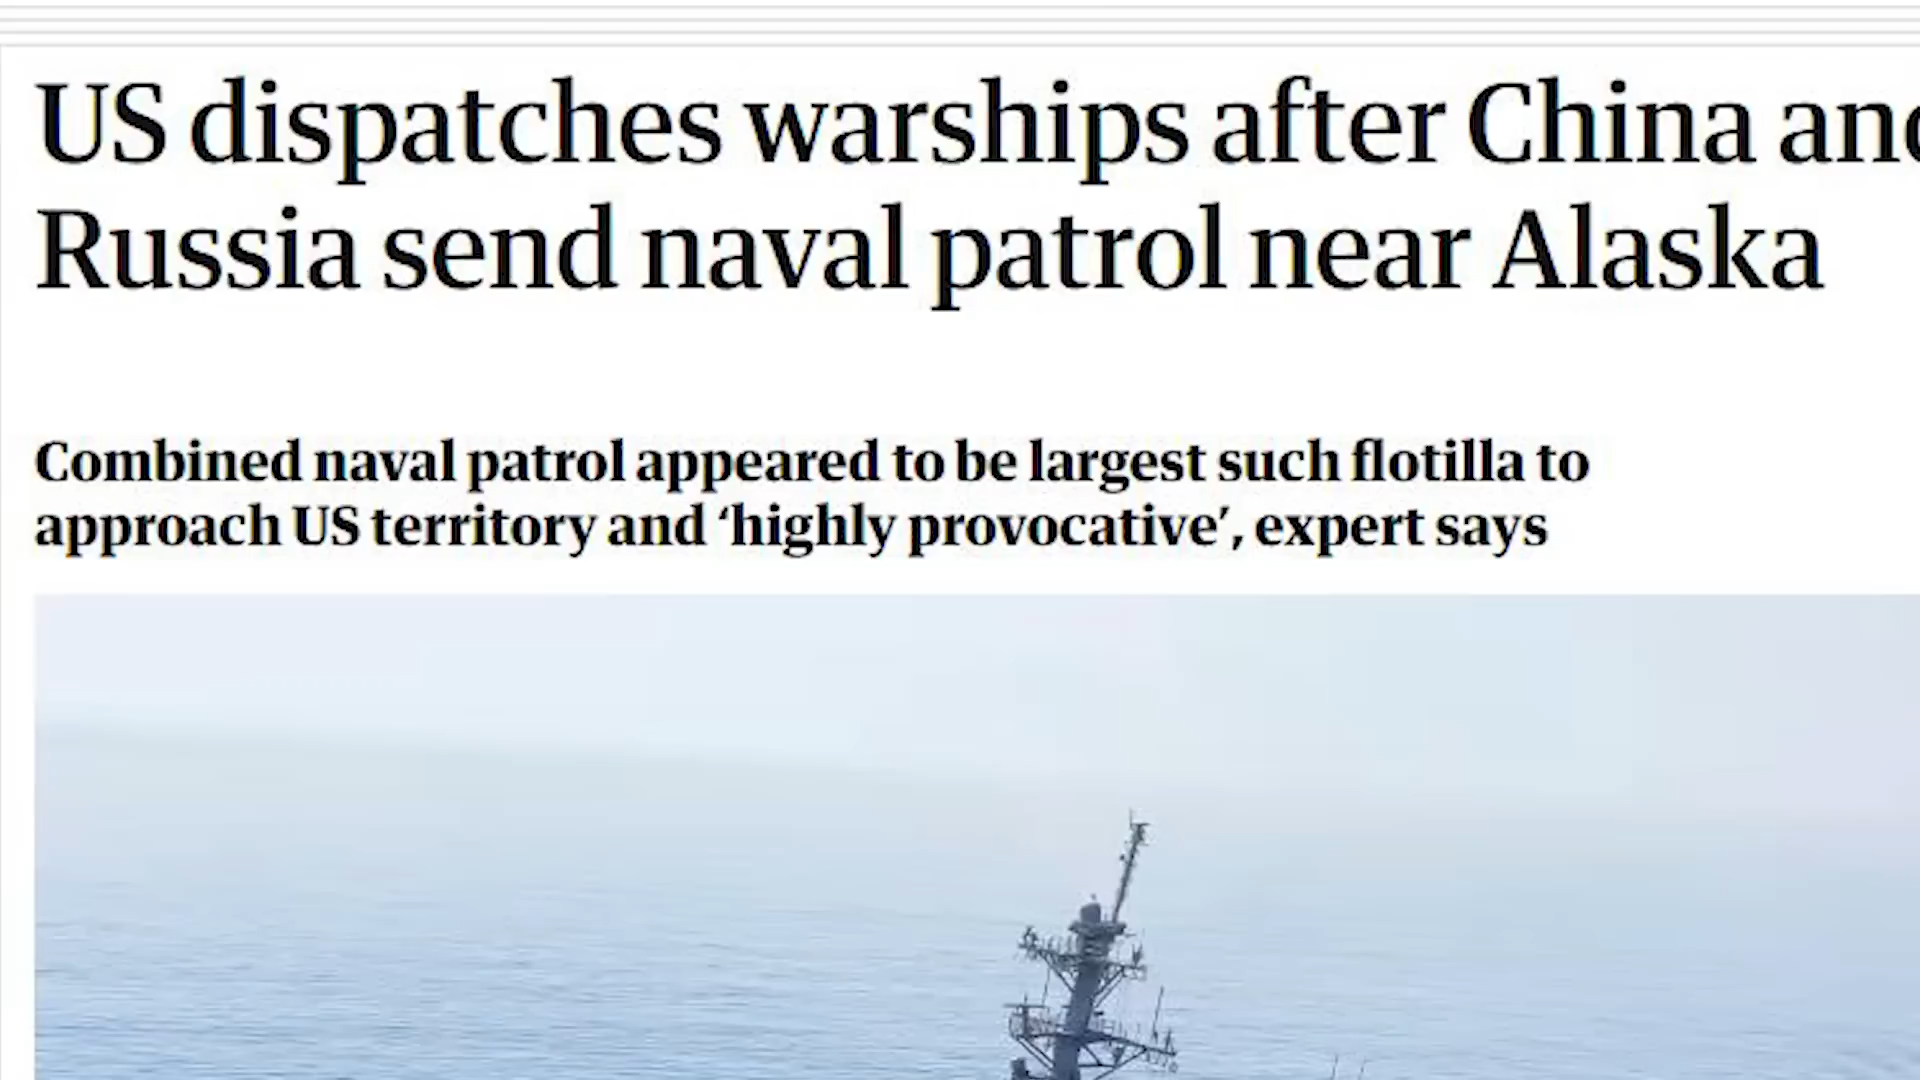 US dispatches warships after China and
Russia send naval patrol near Alaska
Combined naval patrol appeared to be largest such flotilla to
approach US territory and ‘highly provocative’, expert says